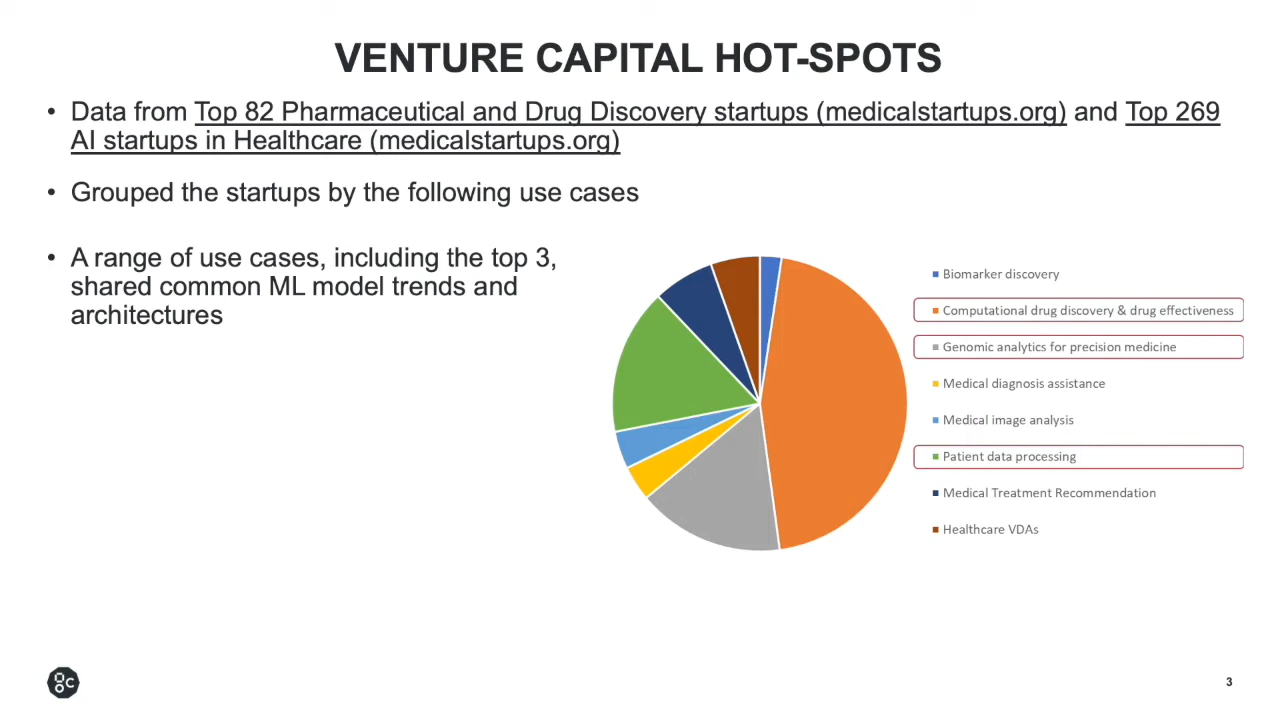 VENTURE CAPITAL HOT-SPOTS
• Data from Top 82 Pharmaceutical and Drug Discovery startups (medicalstartups.org) and Top 269
AI startups in Healthcare (medicalstartups.org)
• Grouped the startups by the following use cases
• A range of use cases, including the top 3,
shared common ML model trends and
architectures
Biomarker discovery
Computational drug discovery & drug effectiveness
Genomic analytics for precision medicine
Medical diagnosis assistance
Medical image analysis
Patient data processing
Medical Treatment Recommendation
Healthcare VDAs
3